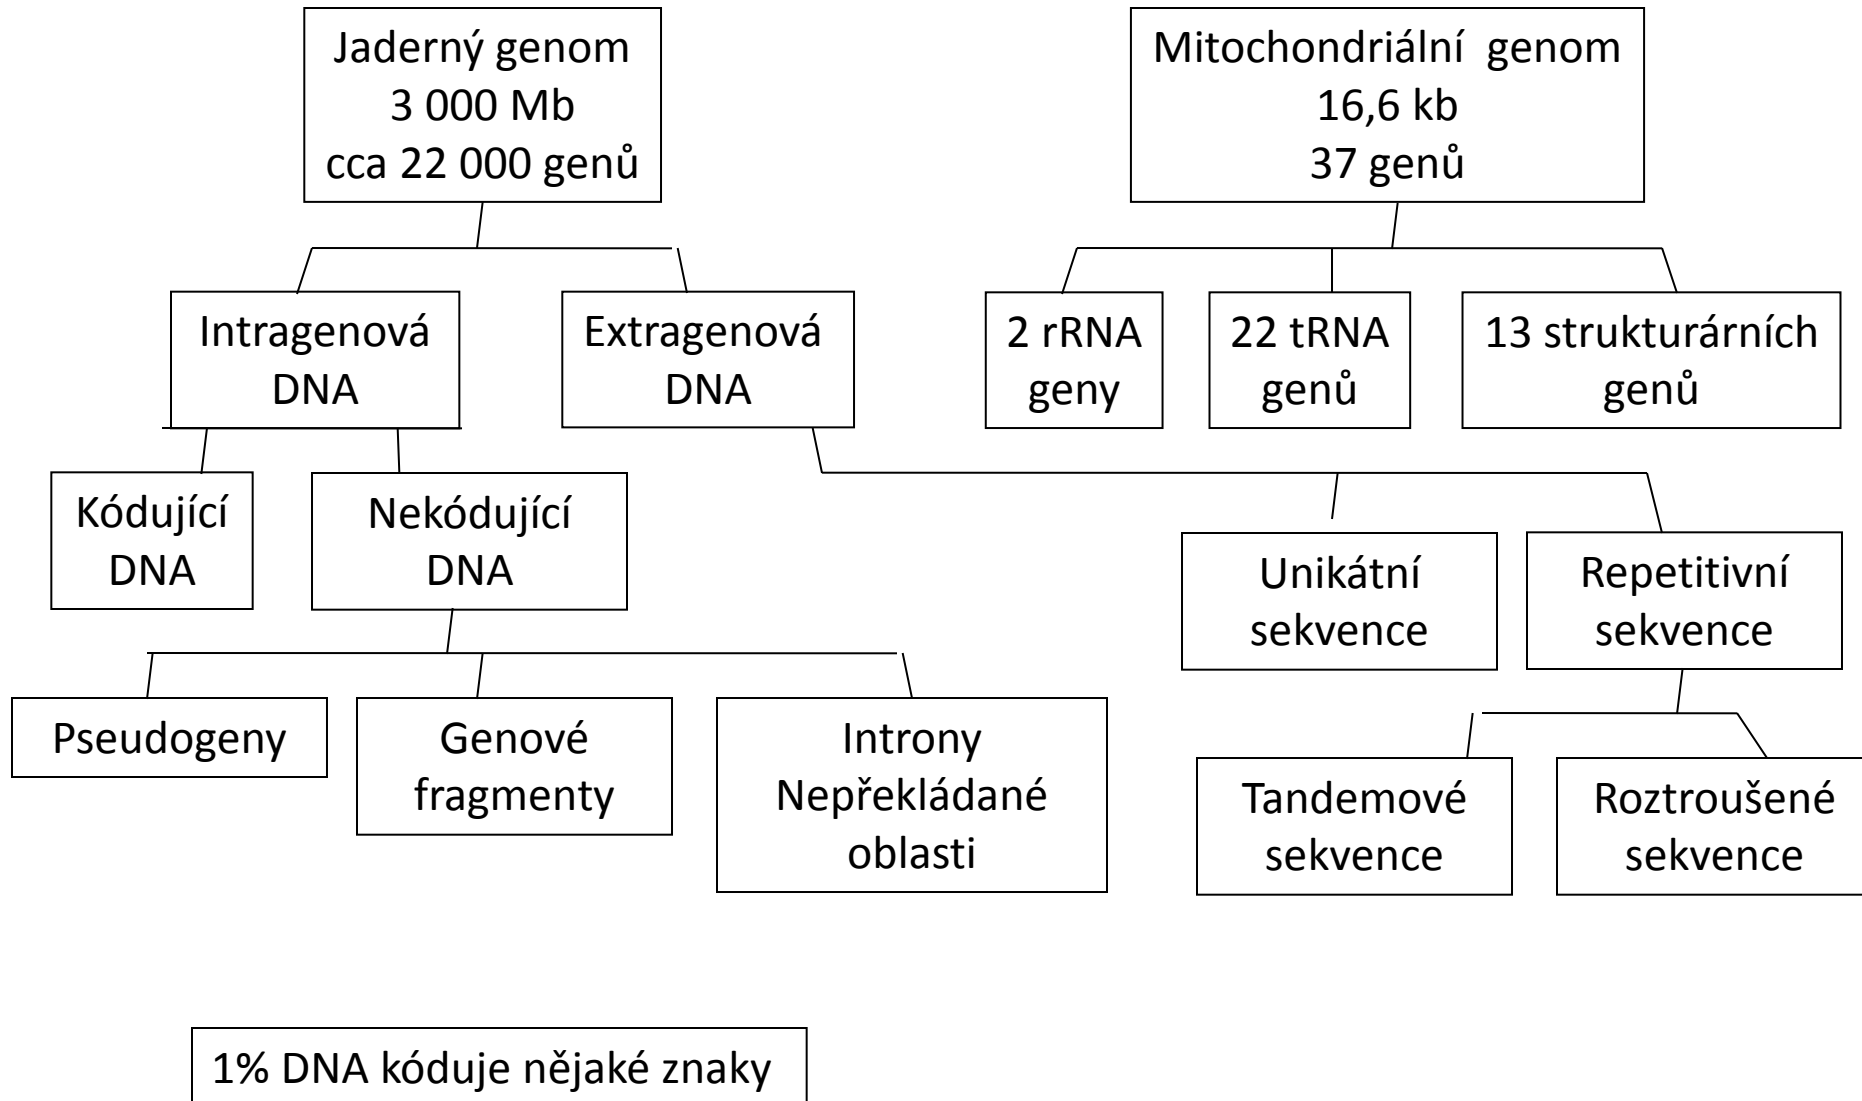 Jaderný genom
3 000 Mb
cca 22 000 genů
Mitochondriální genom
16,6 kb
37 genů
Intragenová
DNA
Extragenová
DNA
2 rRNA
geny
22 tRNA
genů
13 strukturárních
genů
Kódující
DNA
Nekódující
DNA
Unikátní
sekvence
Repetitivní
sekvence
Pseudogeny
Genové
fragmenty
Introny
Nepřekládané
oblasti
Tandemové
sekvence
Roztroušené
sekvence
1% DNA kóduje nějaké znaky